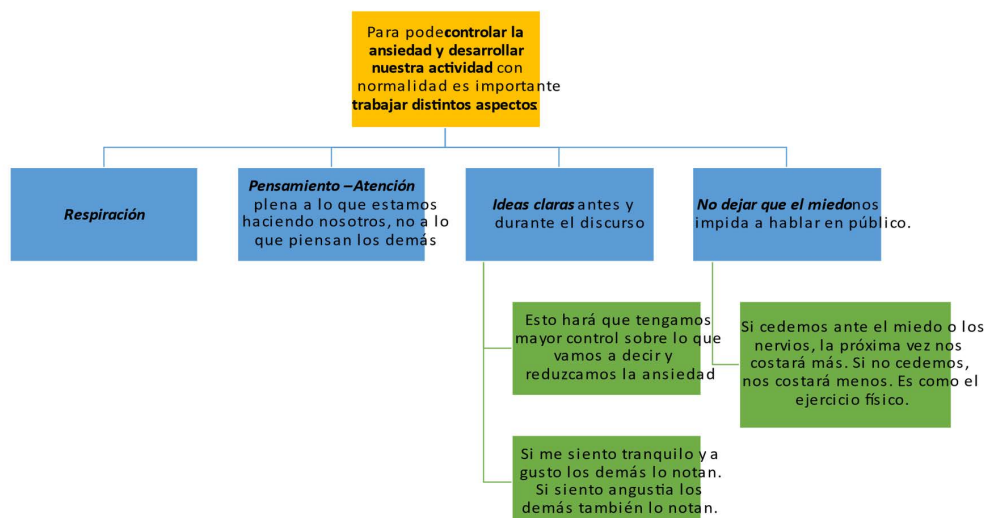 Para podecontrolar la
ansiedad y desarrollar
nuestra actividad con
normalidad es importante
trabajar distintos aspectos:
Respiración
Pensamiento –Atención
plena a lo que estamos
haciendo nosotros, no a lo
que piensan los demás
Ideas claras antes y
durante el discurso
No dejar que el miedonos
impida a hablar en público.
Esto hará que tengamos
mayor control sobre lo que
vamos a decir y
reduzcamos la ansiedad
Si me siento tranquilo y a
gusto los demás lo notan.
Si siento angustia los
demás también lo notan.
Si cedemos ante el miedo o los
nervios, la próxima vez nos
costará más. Si no cedemos,
nos costará menos. Es como el
ejercicio físico.